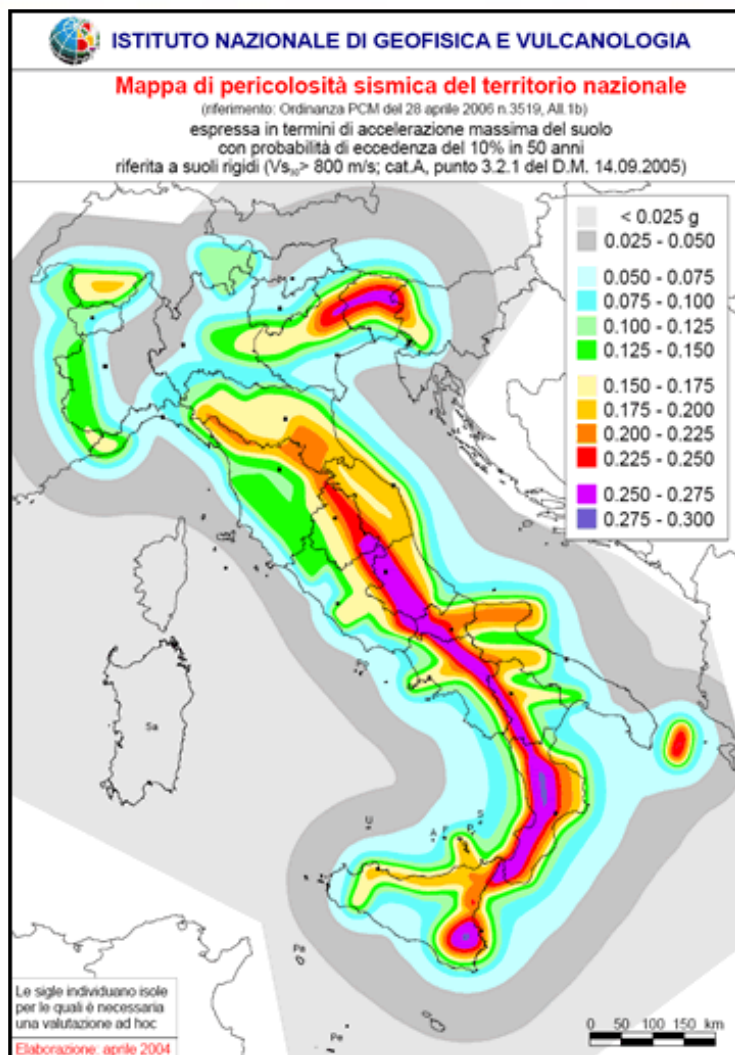 ISTITUTO NAZIONALE DI GEOFISICA E VULCANOLOGIA
Mappa di pericolosità sismica del territorio nazionale
(riferimento: Ordinanza PCM del 28 aprile 2006 n.3519, All.1b)
espressa in termini di accelerazione massima del suolo
con probabilità di eccedenza del 10% in 50 anni
riferita a suoli rigidi (Vs₃₀> 800 m/s; cat.A, punto 3.2.1 del D.M. 14.09.2005)
< 0.025 g
0.025 - 0.050
0.050 - 0.075
0.075 - 0.100
0.100 - 0.125
0.125 - 0.150
0.150 - 0.175
0.175 - 0.200
0.200 - 0.225
0.225 - 0.250
0.250 - 0.275
0.275 - 0.300
Sa
U
A
F
P
S
Pa
Pe
Le sigle individuano isole
per le quali è necessaria
una valutazione ad hoc
Elaborazione: aprile 2004
0 50 100 150 km